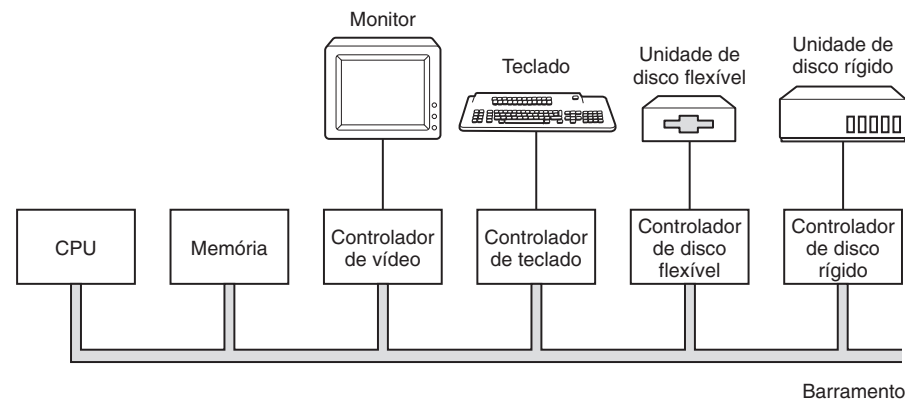 Monitor
Teclado
Unidade de
disco flexível
Unidade de
disco rígido
CPU
Memória
Controlador
de vídeo
Controlador
de teclado
Controlador
de disco
flexível
Controlador
de disco
rígido
Barramento